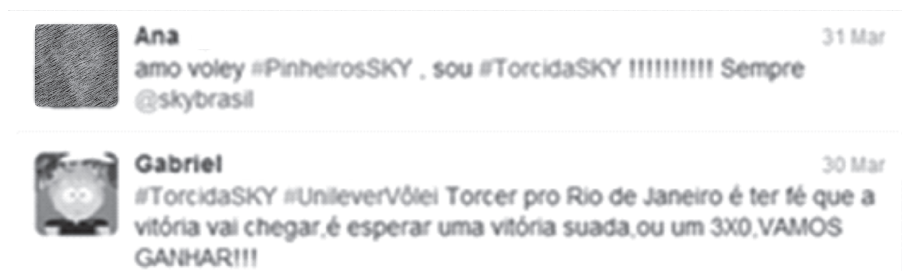 Ana 31 Mar
amo voley #PinheirosSKY , sou #TorcidaSKY !!!!!!!!!! Sempre
@skybrasil
Gabriel 30 Mar
#TorcidaSKY #UnileverVôlei Torcer pro Rio de Janeiro é ter fé que a
vitória vai chegar,é esperar uma vitória suada,ou um 3X0,VAMOS
GANHAR!!!